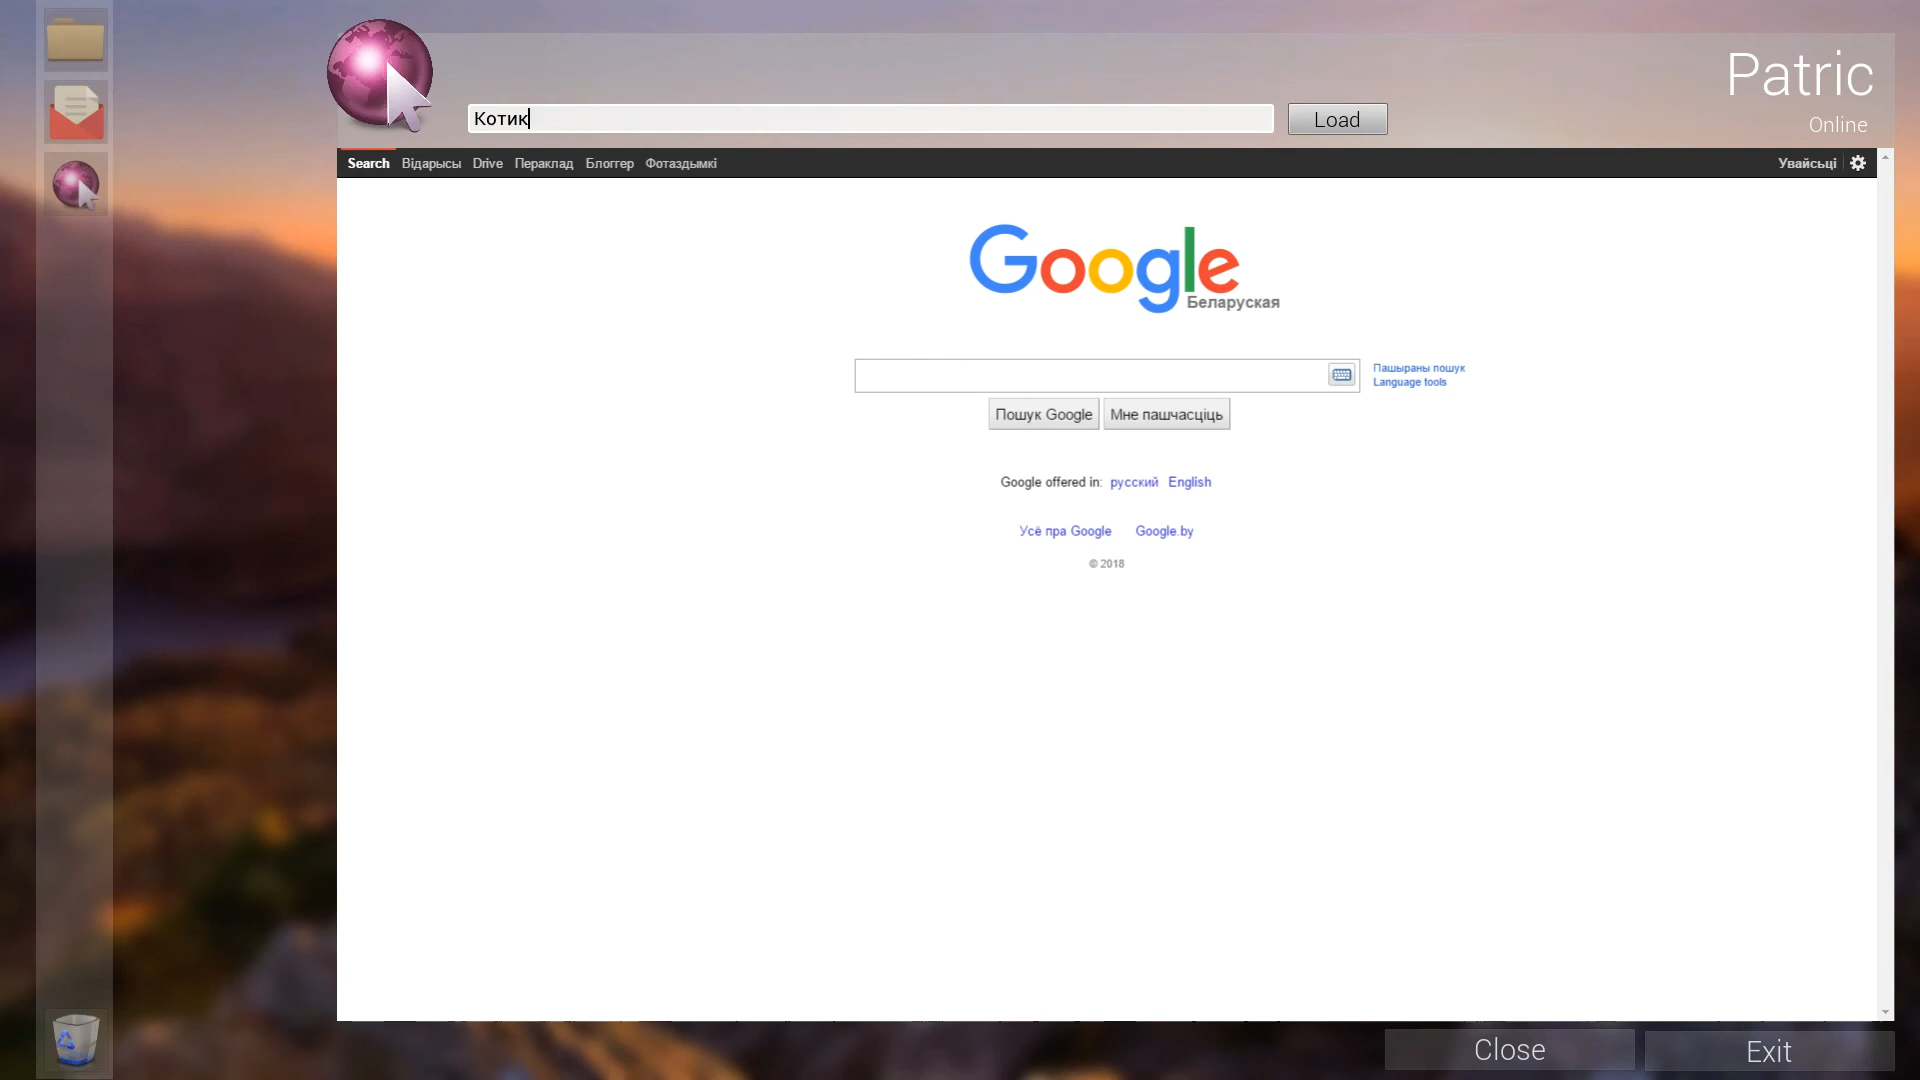 Patric
Online
Котик
Load
Search Відарысы Drive Пераклад Блоггер Фотаздымкі Увайсьці
Google
Беларуская
Пашыраны пошук
Language tools
Пошук Google Мне пашчасціць
Google offered in: русский English
Усё пра Google Google.by
© 2018
Close Exit